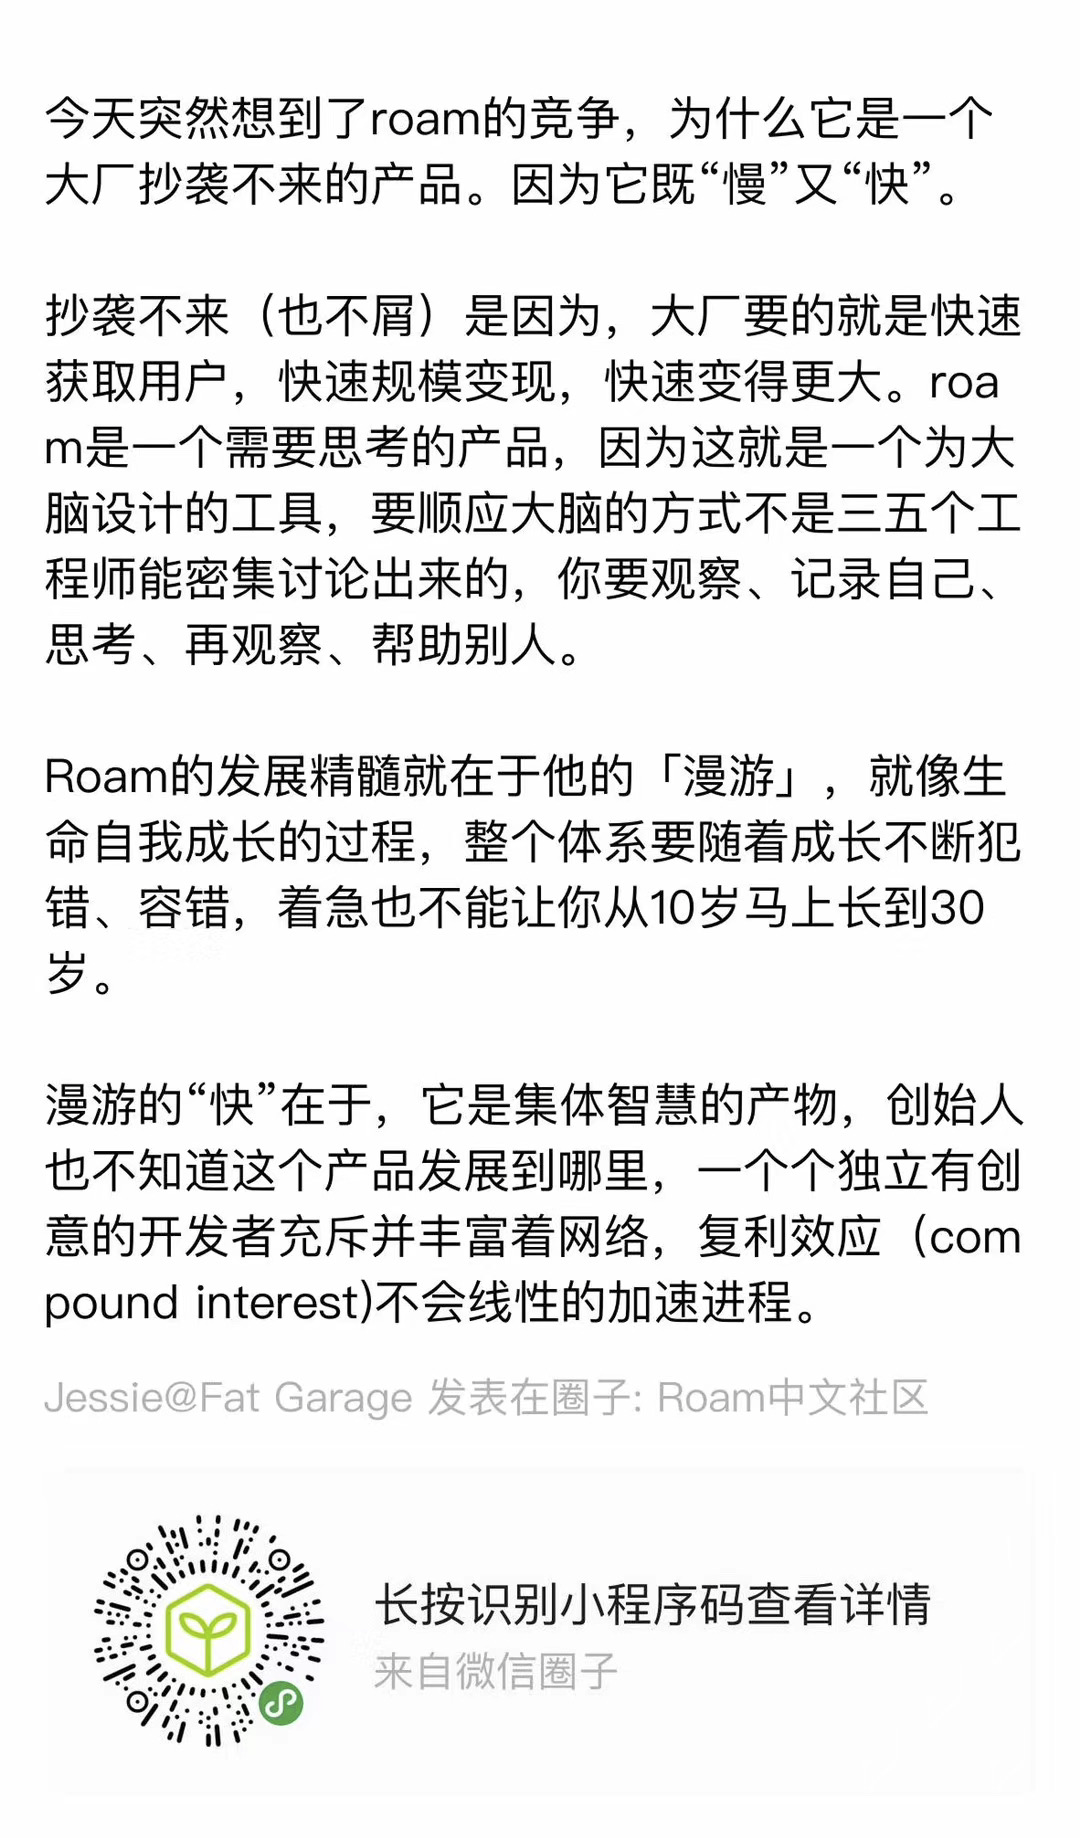 今天突然想到了roam的竞争，为什么它是一个
大厂抄袭不来的产品。因为它既“慢”又“快”。
抄袭不来（也不屑）是因为，大厂要的就是快速
获取用户，快速规模变现，快速变得更大。roa
m是一个需要思考的产品，因为这就是一个为大
脑设计的工具，要顺应大脑的方式不是三五个工
程师能密集讨论出来的，你要观察、记录自己、
思考、再观察、帮助别人。
Roam的发展精髓就在于他的「漫游」，就像生
命自我成长的过程，整个体系要随着成长不断犯
错、容错，着急也不能让你从10岁马上长到30
岁。
漫游的“快”在于，它是集体智慧的产物，创始人
也不知道这个产品发展到哪里，一个个独立有创
意的开发者充斥并丰富着网络，复利效应（com
pound interest)不会线性的加速进程。
Jessie@Fat Garage 发表在圈子: Roam中文社区
长按识别小程序码查看详情
来自微信圈子